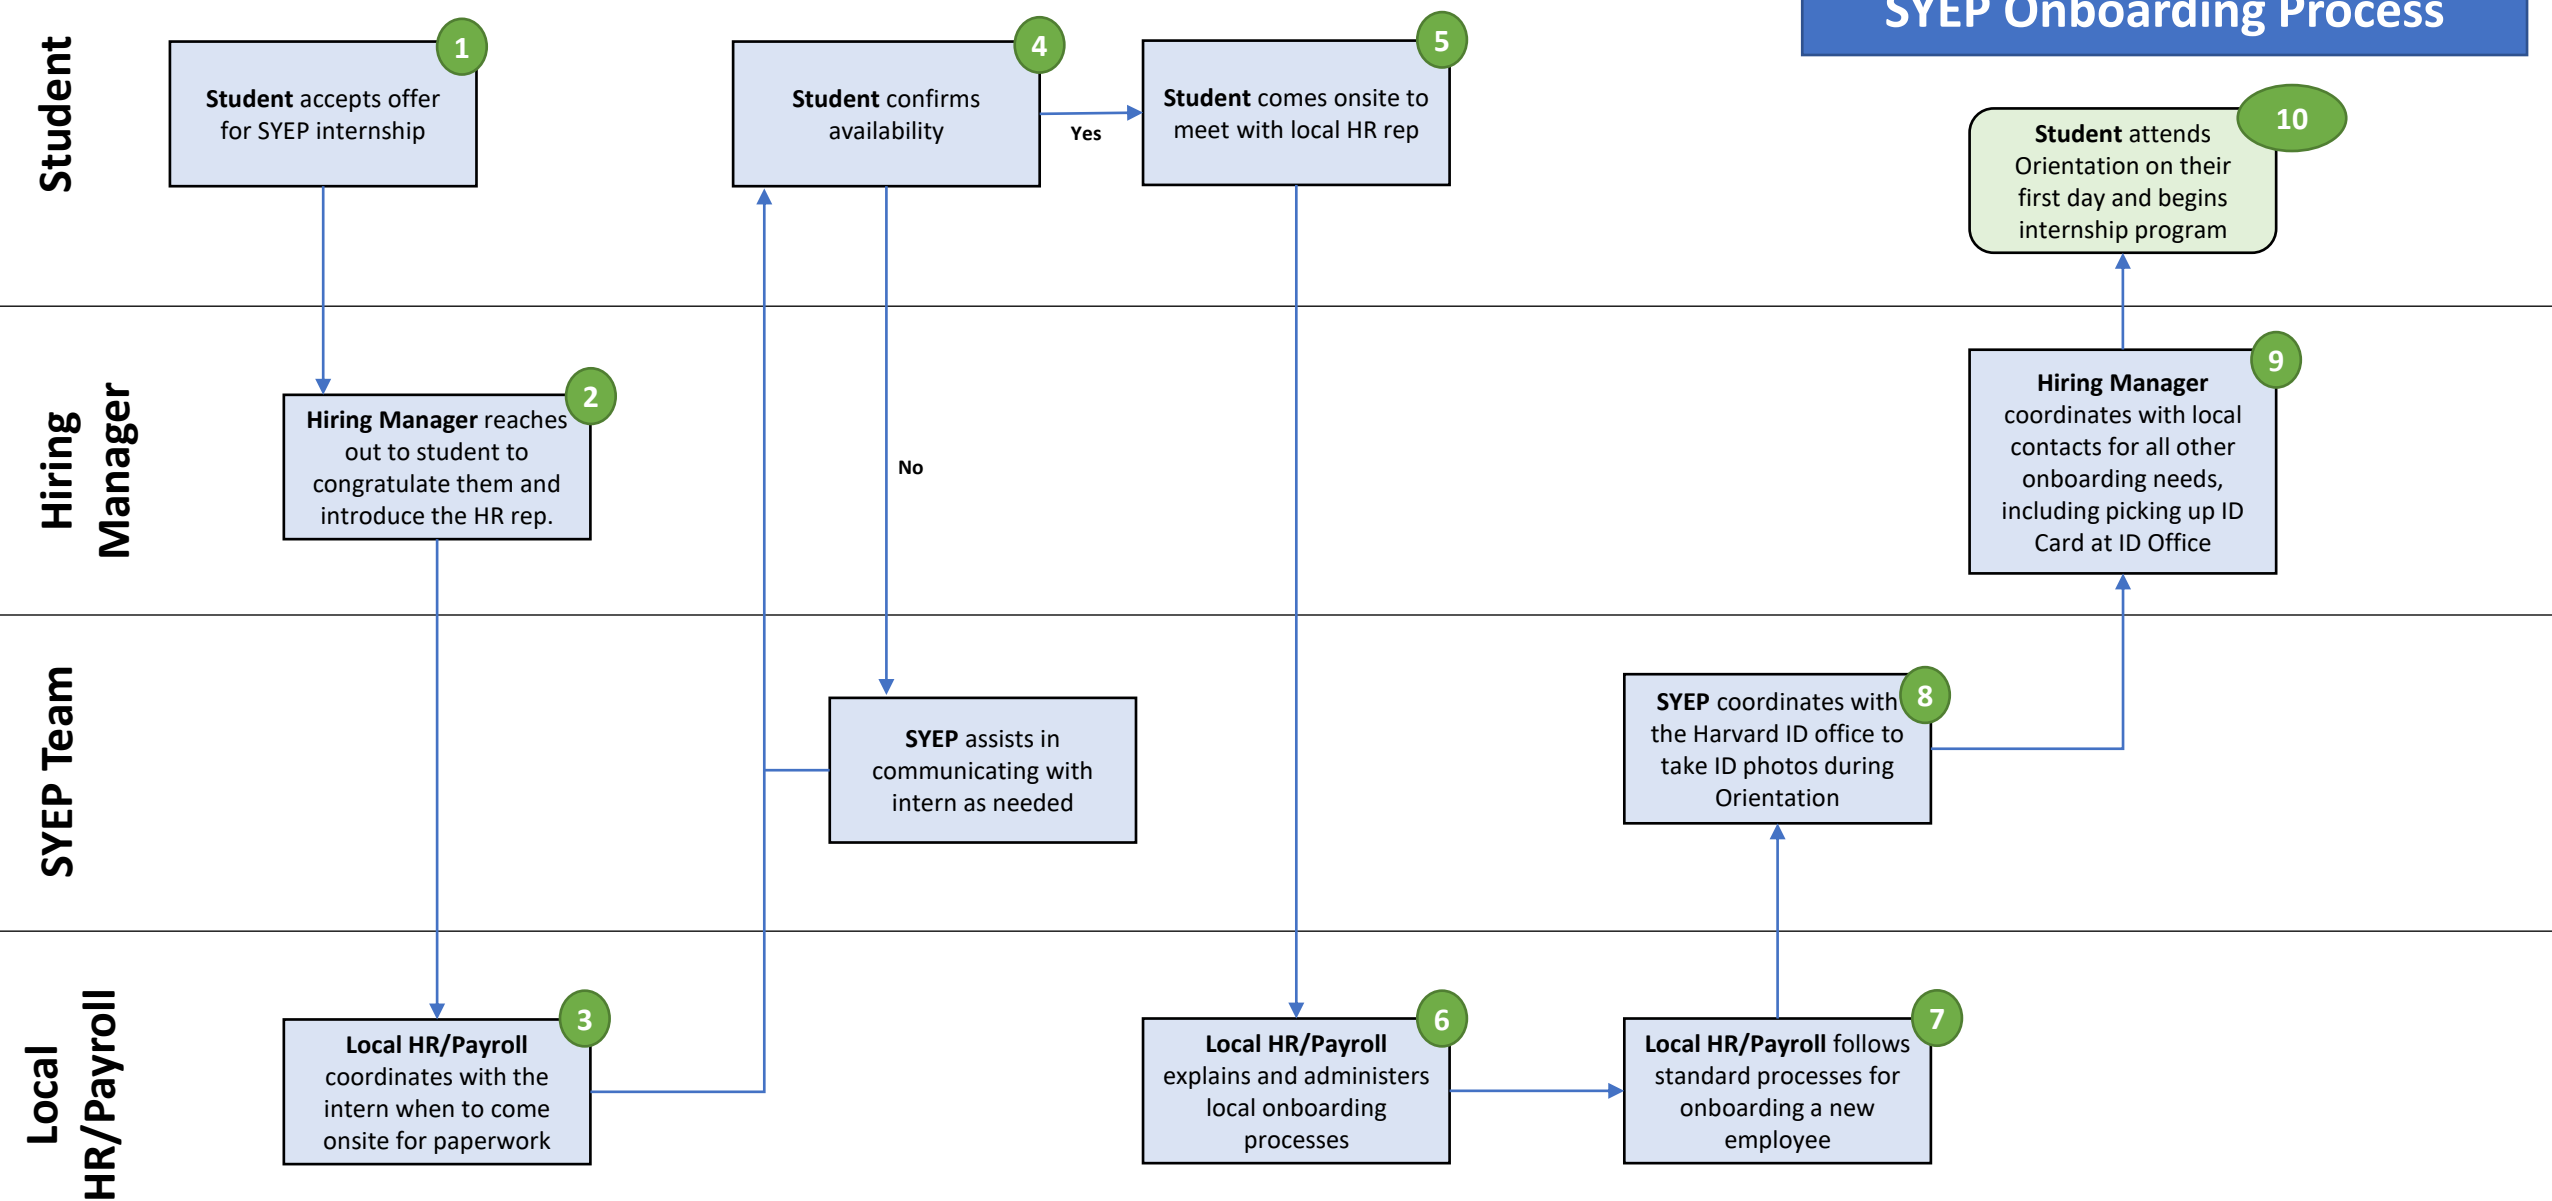 SYEP Onboarding Process
Student
1
Student accepts offer
for SYEP internship
4
Student confirms
availability
Yes
5
Student comes onsite to
meet with local HR rep
10
Student attends
Orientation on their
first day and begins
internship program
Hiring
Manager
2
Hiring Manager reaches
out to student to
congratulate them and
introduce the HR rep.
No
9
Hiring Manager
coordinates with local
contacts for all other
onboarding needs,
including picking up ID
Card at ID Office
SYEP Team
SYEP assists in
communicating with
intern as needed
8
SYEP coordinates with
the Harvard ID office to
take ID photos during
Orientation
Local
HR/Payroll
3
Local HR/Payroll
coordinates with the
intern when to come
onsite for paperwork
6
Local HR/Payroll
explains and administers
local onboarding
processes
7
Local HR/Payroll follows
standard processes for
onboarding a new
employee